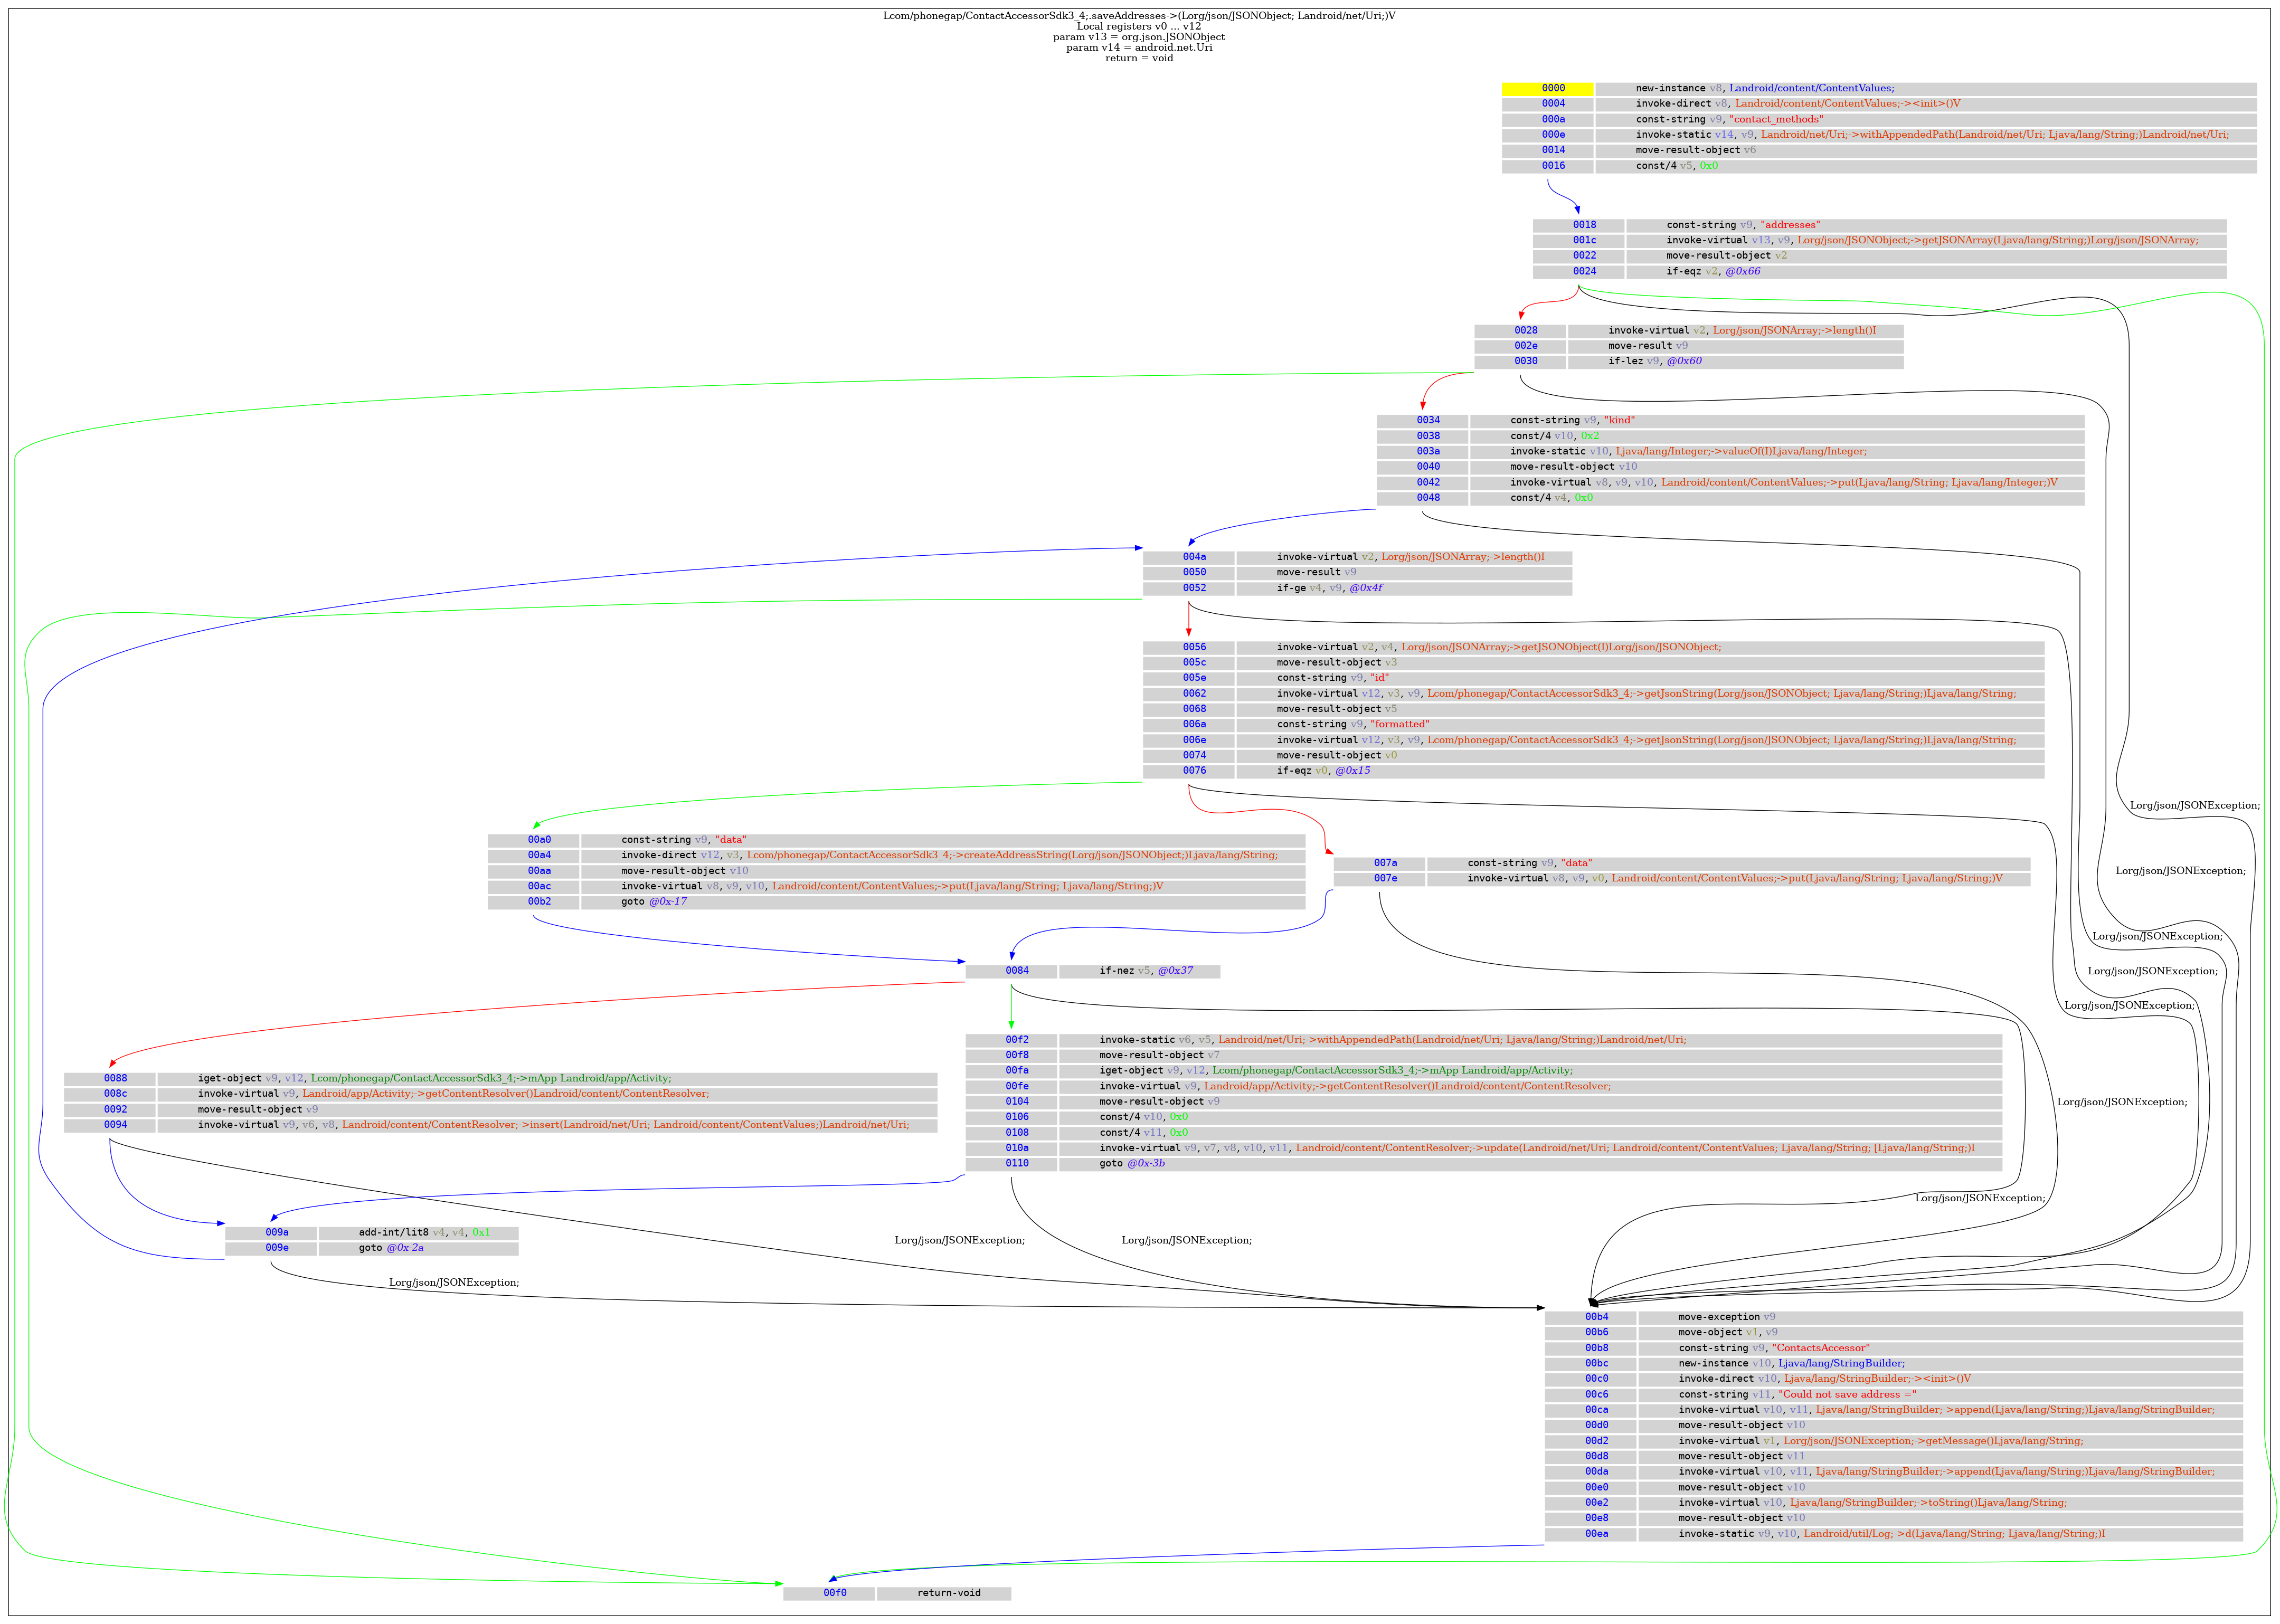 Lcom/phonegap/ContactAccessorSdk3_4;.saveAddresses->(Lorg/json/JSONObject; Landroid/net/Uri;)V
Local registers v0 ... v12
param v13 = org.json.JSONObject
param v14 = android.net.Uri
return = void
0000 new-instance v8, Landroid/content/ContentValues;
0004 invoke-direct v8, Landroid/content/ContentValues;-><init>()V
000a const-string v9, "contact_methods"
000e invoke-static v14, v9, Landroid/net/Uri;->withAppendedPath(Landroid/net/Uri; Ljava/lang/String;)Landroid/net/Uri;
0014 move-result-object v6
0016 const/4 v5, 0x0
0018 const-string v9, "addresses"
001c invoke-virtual v13, v9, Lorg/json/JSONObject;->getJSONArray(Ljava/lang/String;)Lorg/json/JSONArray;
0022 move-result-object v2
0024 if-eqz v2, @0x66
0028 invoke-virtual v2, Lorg/json/JSONArray;->length()I
002e move-result v9
0030 if-lez v9, @0x60
0034 const-string v9, "kind"
0038 const/4 v10, 0x2
003a invoke-static v10, Ljava/lang/Integer;->valueOf(I)Ljava/lang/Integer;
0040 move-result-object v10
0042 invoke-virtual v8, v9, v10, Landroid/content/ContentValues;->put(Ljava/lang/String; Ljava/lang/Integer;)V
0048 const/4 v4, 0x0
004a invoke-virtual v2, Lorg/json/JSONArray;->length()I
0050 move-result v9
0052 if-ge v4, v9, @0x4f
0056 invoke-virtual v2, v4, Lorg/json/JSONArray;->getJSONObject(I)Lorg/json/JSONObject;
005c move-result-object v3
005e const-string v9, "id"
0062 invoke-virtual v12, v3, v9, Lcom/phonegap/ContactAccessorSdk3_4;->getJsonString(Lorg/json/JSONObject; Ljava/lang/String;)Ljava/lang/String;
0068 move-result-object v5
006a const-string v9, "formatted"
006e invoke-virtual v12, v3, v9, Lcom/phonegap/ContactAccessorSdk3_4;->getJsonString(Lorg/json/JSONObject; Ljava/lang/String;)Ljava/lang/String;
0074 move-result-object v0
0076 if-eqz v0, @0x15
Lorg/json/JSONException;
00a0 const-string v9, "data"
00a4 invoke-direct v12, v3, Lcom/phonegap/ContactAccessorSdk3_4;->createAddressString(Lorg/json/JSONObject;)Ljava/lang/String;
00aa move-result-object v10
00ac invoke-virtual v8, v9, v10, Landroid/content/ContentValues;->put(Ljava/lang/String; Ljava/lang/String;)V
00b2 goto @0x-17
007a const-string v9, "data"
007e invoke-virtual v8, v9, v0, Landroid/content/ContentValues;->put(Ljava/lang/String; Ljava/lang/String;)V
Lorg/json/JSONException;
Lorg/json/JSONException;
0084 if-nez v5, @0x37
Lorg/json/JSONException;
Lorg/json/JSONException;
00f2 invoke-static v6, v5, Landroid/net/Uri;->withAppendedPath(Landroid/net/Uri; Ljava/lang/String;)Landroid/net/Uri;
00f8 move-result-object v7
00fa iget-object v9, v12, Lcom/phonegap/ContactAccessorSdk3_4;->mApp Landroid/app/Activity;
00fe invoke-virtual v9, Landroid/app/Activity;->getContentResolver()Landroid/content/ContentResolver;
0104 move-result-object v9
0106 const/4 v10, 0x0
0108 const/4 v11, 0x0
010a invoke-virtual v9, v7, v8, v10, v11, Landroid/content/ContentResolver;->update(Landroid/net/Uri; Landroid/content/ContentValues; Ljava/lang/String; [Ljava/lang/String;)I
0110 goto @0x-3b
0088 iget-object v9, v12, Lcom/phonegap/ContactAccessorSdk3_4;->mApp Landroid/app/Activity;
008c invoke-virtual v9, Landroid/app/Activity;->getContentResolver()Landroid/content/ContentResolver;
0092 move-result-object v9
0094 invoke-virtual v9, v6, v8, Landroid/content/ContentResolver;->insert(Landroid/net/Uri; Landroid/content/ContentValues;)Landroid/net/Uri;
Lorg/json/JSONException;
Lorg/json/JSONException;
009a add-int/lit8 v4, v4, 0x1
009e goto @0x-2a
Lorg/json/JSONException;
Lorg/json/JSONException;
Lorg/json/JSONException;
00b4 move-exception v9
00b6 move-object v1, v9
00b8 const-string v9, "ContactsAccessor"
00bc new-instance v10, Ljava/lang/StringBuilder;
00c0 invoke-direct v10, Ljava/lang/StringBuilder;-><init>()V
00c6 const-string v11, "Could not save address ="
00ca invoke-virtual v10, v11, Ljava/lang/StringBuilder;->append(Ljava/lang/String;)Ljava/lang/StringBuilder;
00d0 move-result-object v10
00d2 invoke-virtual v1, Lorg/json/JSONException;->getMessage()Ljava/lang/String;
00d8 move-result-object v11
00da invoke-virtual v10, v11, Ljava/lang/StringBuilder;->append(Ljava/lang/String;)Ljava/lang/StringBuilder;
00e0 move-result-object v10
00e2 invoke-virtual v10, Ljava/lang/StringBuilder;->toString()Ljava/lang/String;
00e8 move-result-object v10
00ea invoke-static v9, v10, Landroid/util/Log;->d(Ljava/lang/String; Ljava/lang/String;)I
00f0 return-void